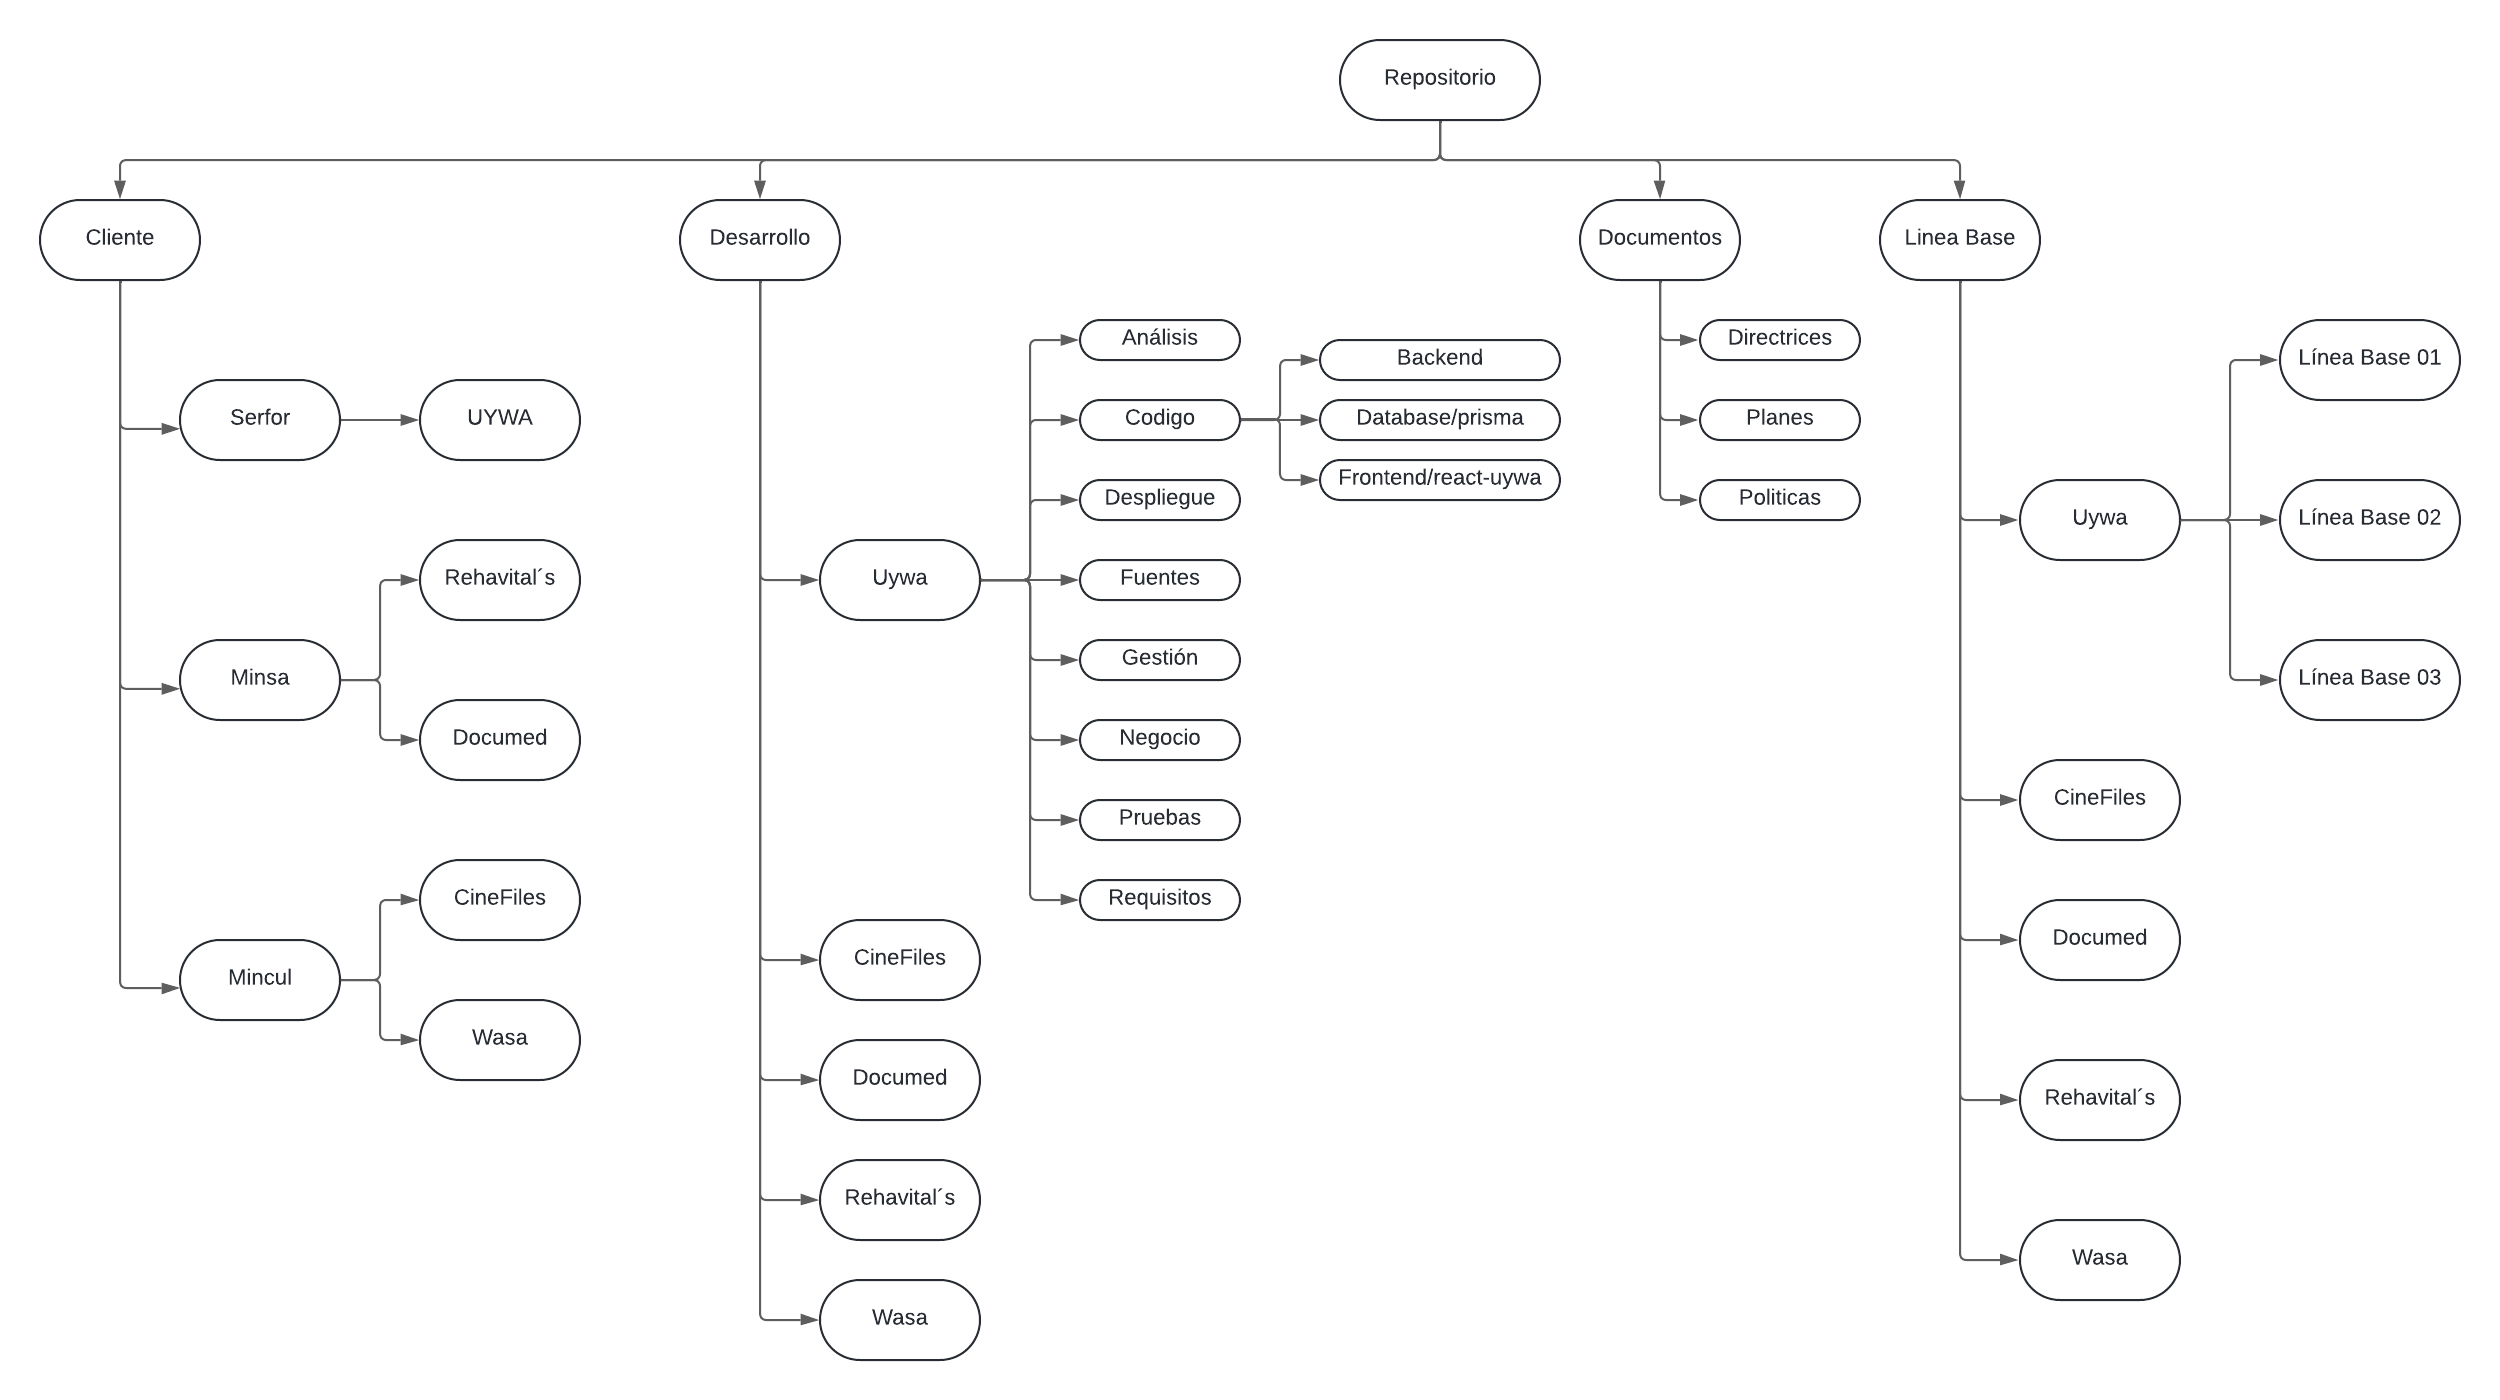 Repositorio
Cliente
Desarrollo
Documentos
Linea Base
Serfor
UYWA
Minsa
Rehavital´s
Documed
Mincul
CineFiles
Wasa
Uywa
Análisis
Codigo
Backend
Database/prisma
Frontend/react-uywa
Despliegue
Fuentes
Gestión
Negocio
Pruebas
Requisitos
CineFiles
Documed
Rehavital´s
Wasa
Directrices
Planes
Politicas
Uywa
Línea Base 01
Línea Base 02
Línea Base 03
CineFiles
Documed
Rehavital´s
Wasa